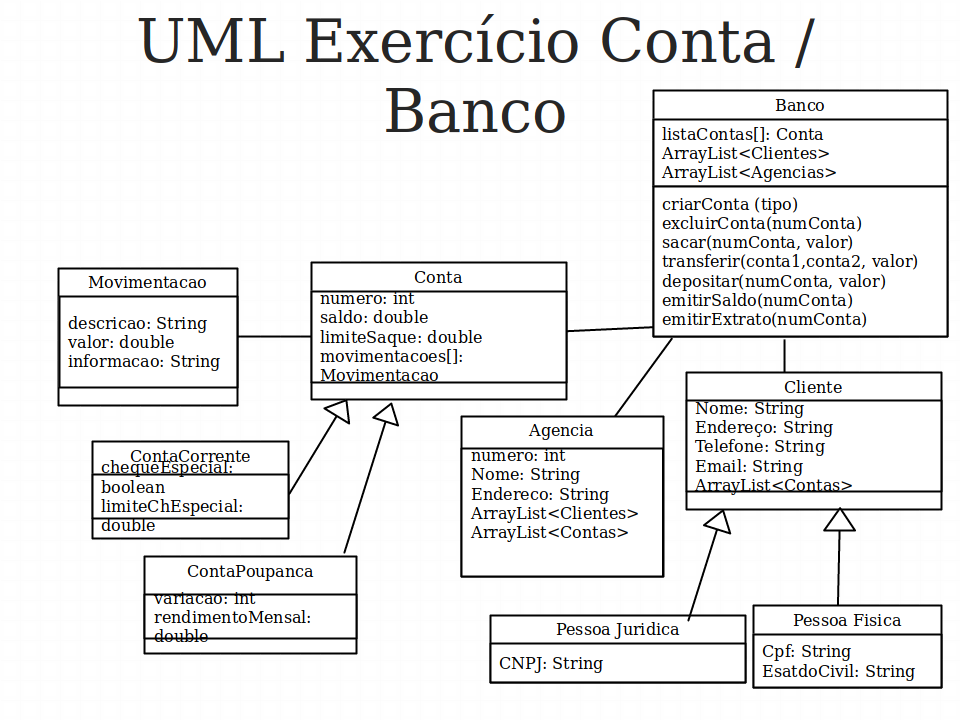 UML Exercício Conta /
Banco
Banco
listaContas[]: Conta
ArrayList<Clientes>
ArrayList<Agencias>
criarConta (tipo)
excluirConta(numConta)
sacar(numConta, valor)
transferir(conta1,conta2, valor)
depositar(numConta, valor)
emitirSaldo(numConta)
emitirExtrato(numConta)
Movimentacao
descricao: String
valor: double
informacao: String
Conta
numero: int
saldo: double
limiteSaque: double
movimentacoes[]:
Movimentacao
ContaCorrente
chequeEspecial:
boolean
limiteChEspecial:
double
ContaPoupanca
variacao: int
rendimentoMensal:
double
Agencia
numero: int
Nome: String
Endereco: String
ArrayList<Clientes>
ArrayList<Contas>
Cliente
Nome: String
Endereço: String
Telefone: String
Email: String
ArrayList<Contas>
Pessoa Juridica
CNPJ: String
Pessoa Fisica
Cpf: String
EsatdoCivil: String